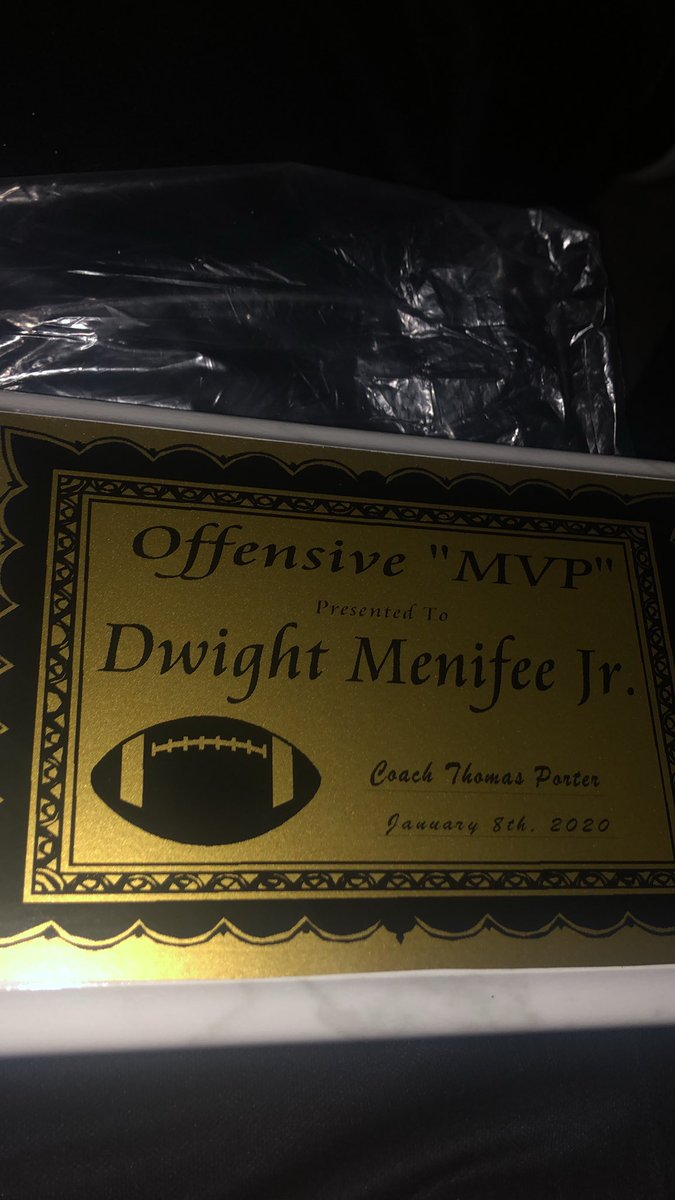 Offensive "MVP"
Presented To
Dwight Menifee Jr.
Coach Thomas Porter
January 8th, 2020